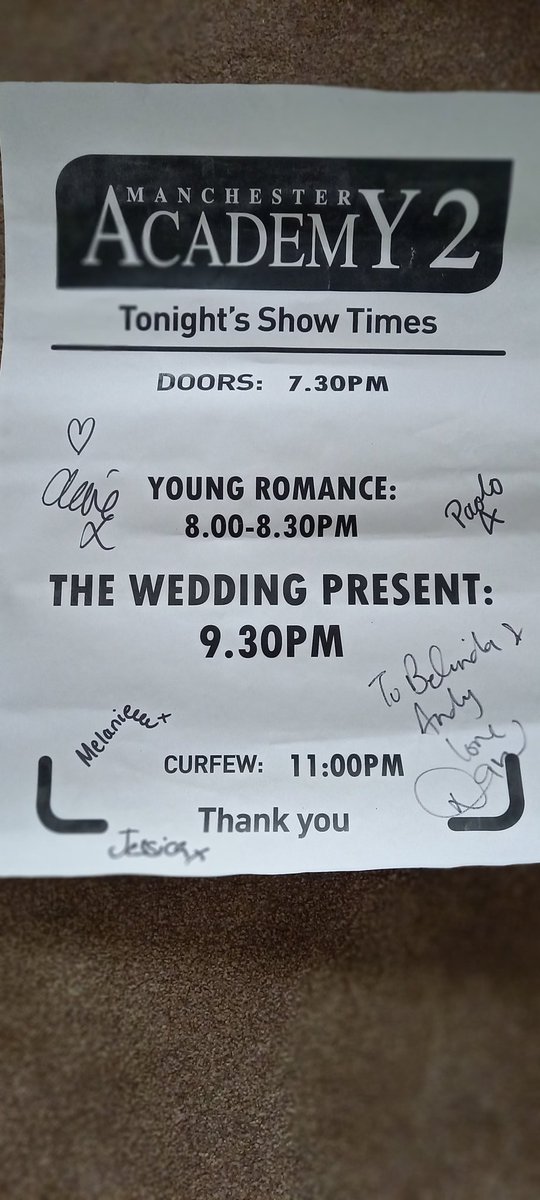 MANCHESTER
ACADEMY 2
Tonight's Show Times
DOORS: 7.30PM
YOUNG ROMANCE:
8.00-8.30PM
Paolo
x
THE WEDDING PRESENT:
9.30PM
To Belinda &
Andy
love
Melanie
x
CURFEW: 11:00PM
Thank you
Jessica x